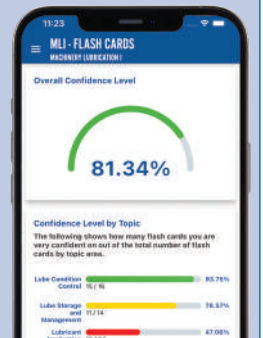 11:23
MLI - FLASH CARDS
MACHINERY LUBRICATION I
Overall Confidence Level
81.34%
Confidence Level by Topic
The following shows how many flash cards you are
very confident on out of the total number of flash
cards by topic area.
Lube Condition 93.75%
Control 15 / 16
Lube Storage 78.57%
and 11 / 14
Management
Lubricant 47.06%